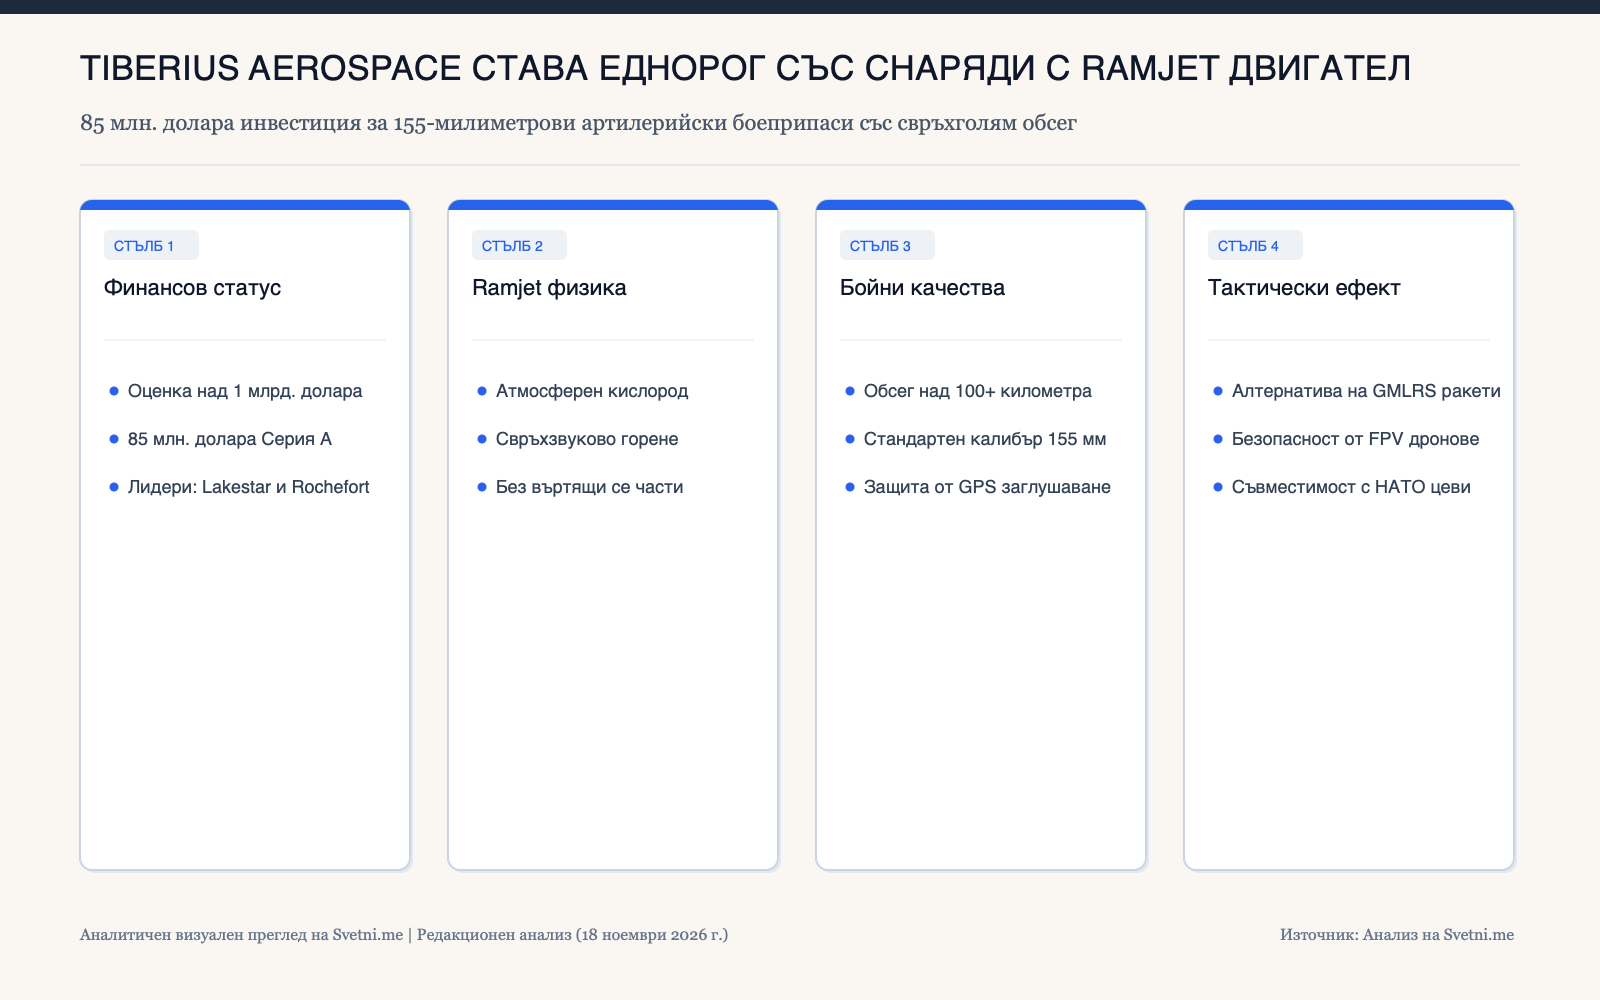 TIBERIUS AEROSPACE СТАВА ЕДНОРОГ СЪС СНАРЯДИ С RAMJET ДВИГАТЕЛ
85 млн. долара инвестиция за 155-милиметрови артилерийски боеприпаси със свръхголям обсег
СТЪЛБ 1
Финансов статус
Оценка над 1 млрд. долара
85 млн. долара Серия А
Лидери: Lakestar и Rochefort
СТЪЛБ 2
Ramjet физика
Атмосферен кислород
Свръхзвуково горене
Без въртящи се части
СТЪЛБ 3
Бойни качества
Обсег над 100+ километра
Стандартен калибър 155 мм
Защита от GPS заглушаване
СТЪЛБ 4
Тактически ефект
Алтернатива на GMLRS ракети
Безопасност от FPV дронове
Съвместимост с НАТО цеви
Аналитичен визуален преглед на Svetni.me | Редакционен анализ (18 ноември 2026 г.)
Източник: Анализ на Svetni.me